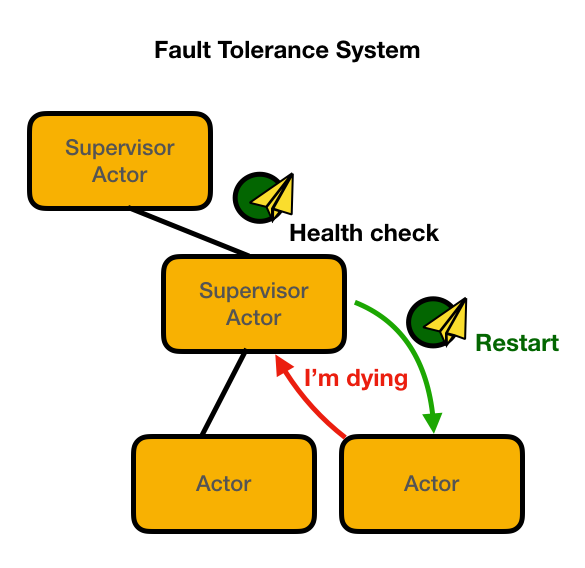 Fault Tolerance System
Supervisor
Actor
Health check
Supervisor
Actor
Restart
I’m dying
Actor
Actor